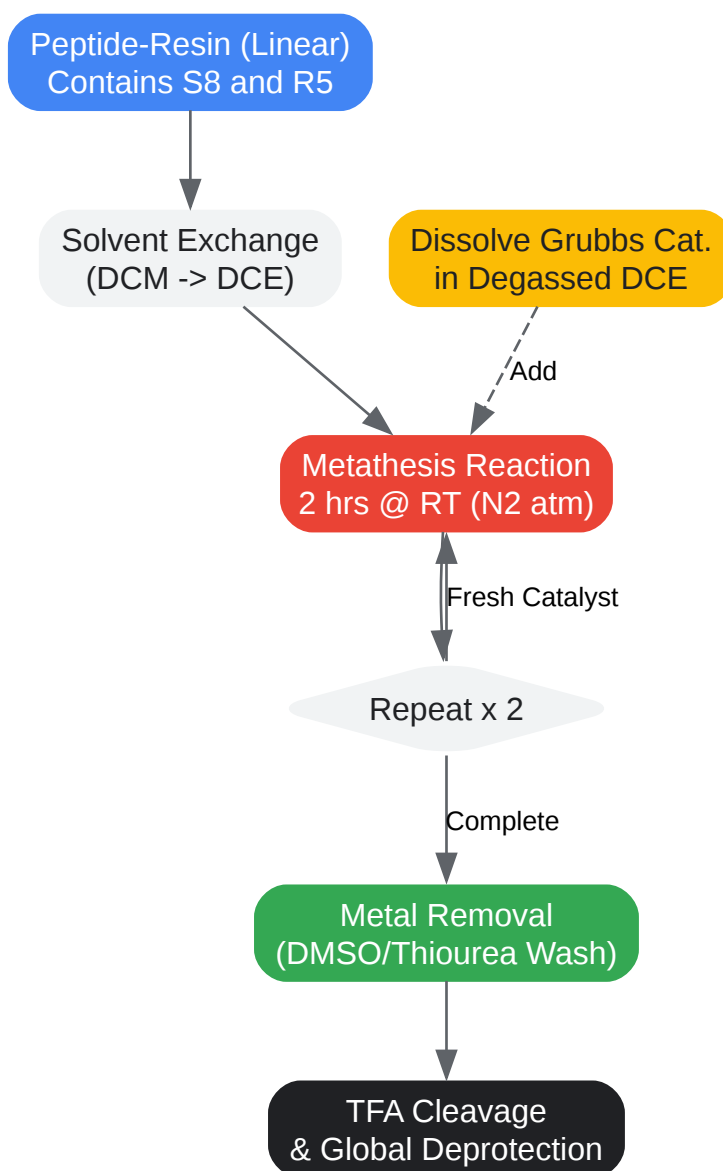 Peptide-Resin (Linear)
Contains S8 and R5
Solvent Exchange
(DCM -> DCE)
Dissolve Grubbs Cat.
in Degassed DCE
Add
Metathesis Reaction
2 hrs @ RT (N2 atm)
Fresh Catalyst
Repeat x 2
Complete
Metal Removal
(DMSO/Thiourea Wash)
TFA Cleavage
& Global Deprotection